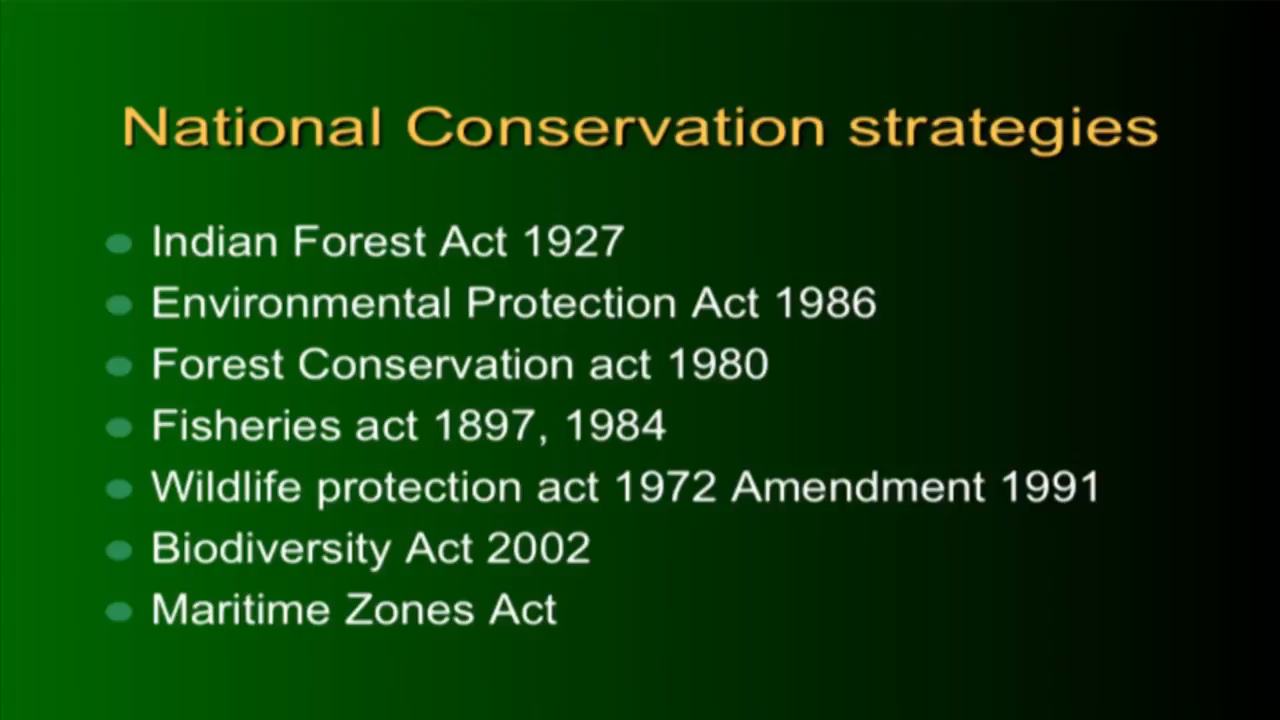 National Conservation strategies
Indian Forest Act 1927
Environmental Protection Act 1986
Forest Conservation act 1980
Fisheries act 1897, 1984
Wildlife protection act 1972 Amendment 1991
Biodiversity Act 2002
Maritime Zones Act